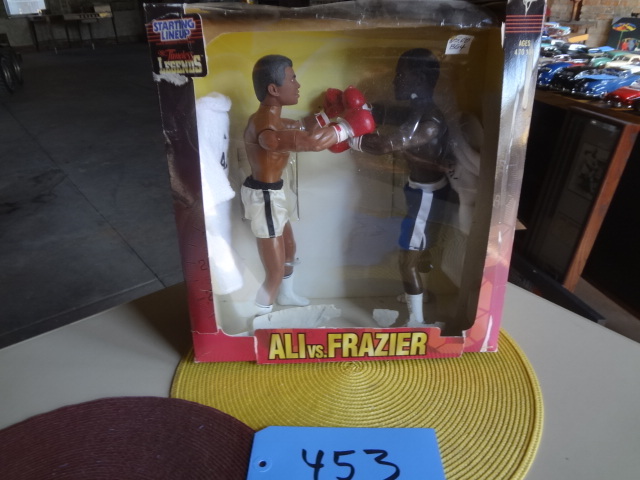 STARTING
LINEUP
Timeless
LEGENDS
ALI vs. FRAZIER
453